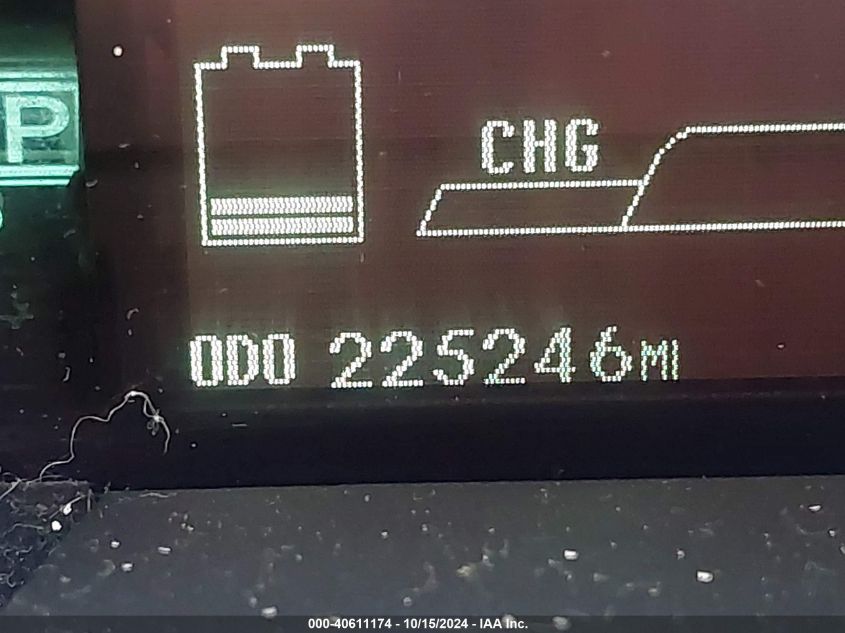 P
CHG
ODO 225246MI
000-40611174 - 10/15/2024 - IAA Inc.